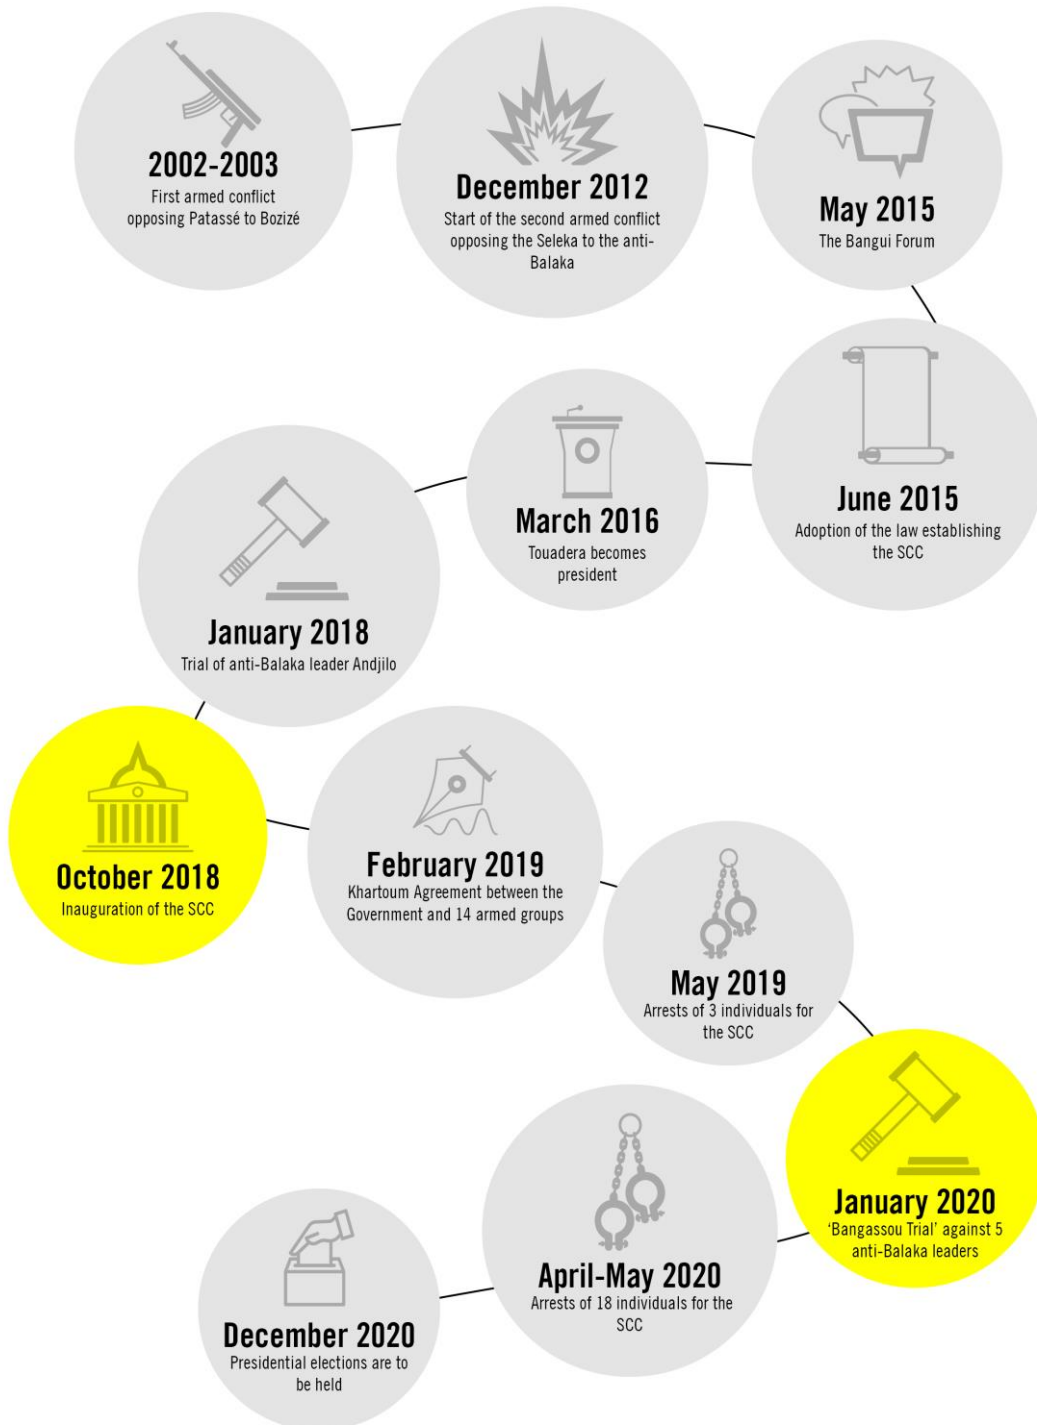 2002-2003
First armed conflict
opposing Patassé to Bozizé
December 2012
Start of the second armed conflict
opposing the Seleka to the anti-
Balaka
May 2015
The Bangui Forum
June 2015
Adoption of the law establishing
the SCC
March 2016
Touadera becomes
president
January 2018
Trial of anti-Balaka leader Andjilo
October 2018
Inauguration of the SCC
February 2019
Khartoum Agreement between the
Government and 14 armed groups
May 2019
Arrests of 3 individuals for
the SCC
January 2020
‘Bangassou Trial’ against 5
anti-Balaka leaders
April-May 2020
Arrests of 18 individuals for the
SCC
December 2020
Presidential elections are to
be held